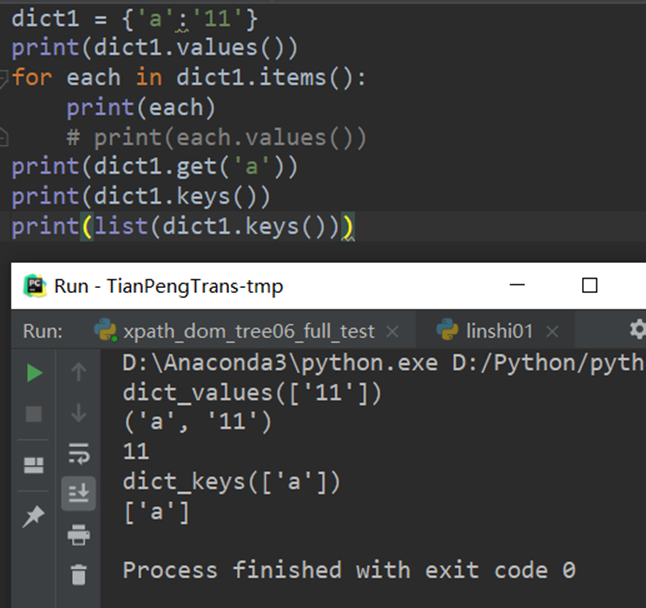 dict1 = {'a':'11'}
print(dict1.values())
for each in dict1.items():
    print(each)
    # print(each.values())
print(dict1.get('a'))
print(dict1.keys())
print(list(dict1.keys()))
PC
Run - TianPengTrans-tmp
Run: xpath_dom_tree06_full_test linshi01
D:\Anaconda3\python.exe D:/Python/pyth
dict_values(['11'])
('a', '11')
11
dict_keys(['a'])
['a']
Process finished with exit code 0